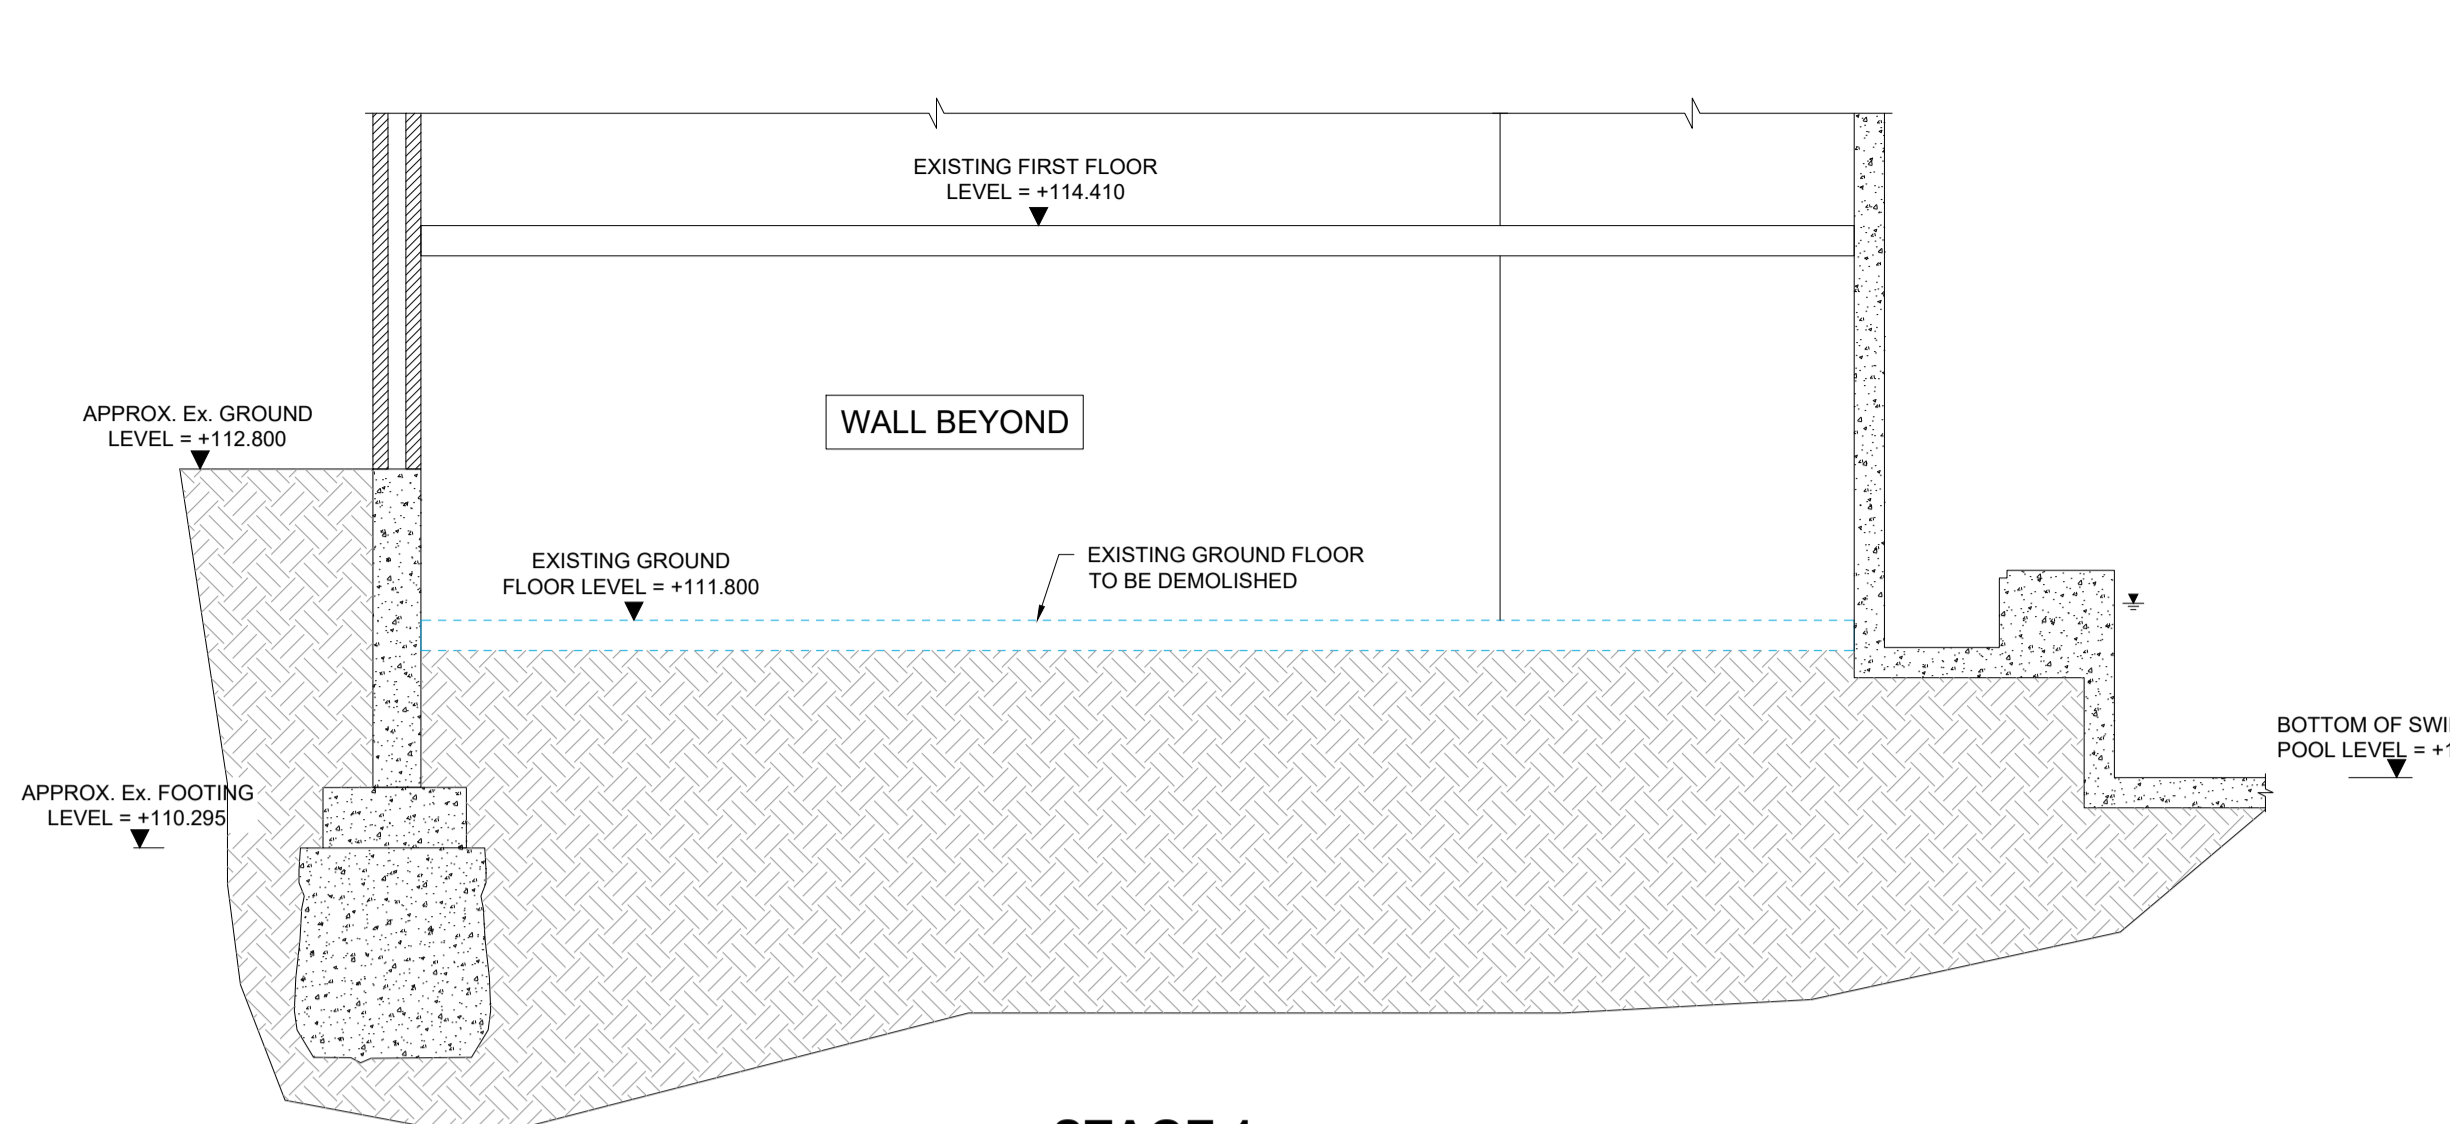 EXISTING FIRST FLOOR
LEVEL = +114.410
APPROX. Ex. GROUND
LEVEL = +112.800
WALL BEYOND
EXISTING GROUND
FLOOR LEVEL = +111.800
EXISTING GROUND FLOOR
TO BE DEMOLISHED
BOTTOM OF
POOL LEVEL =
APPROX. Ex. FOOTING
LEVEL = +110.295